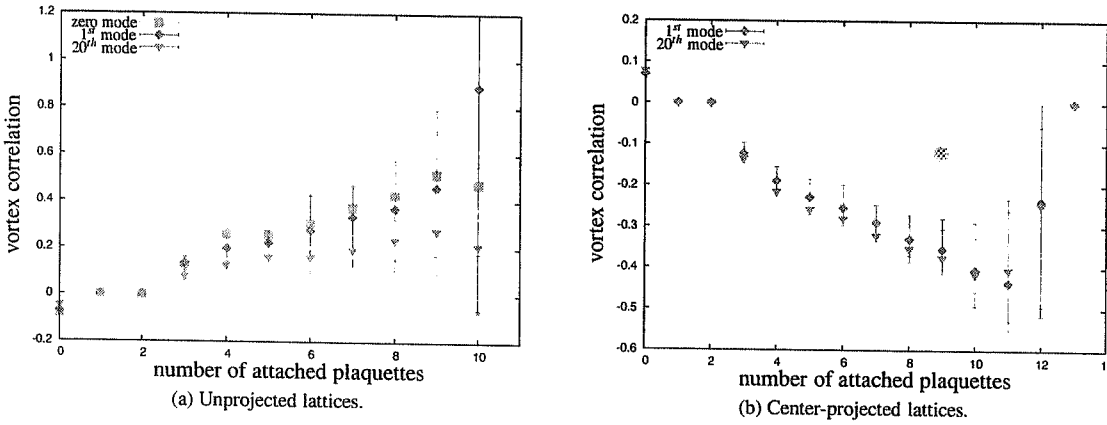 1.2
1
0.8
0.6
0.4
0.2
0
-0.2
vortex correlation
zero mode
1st mode
20th mode
0 2 4 6 8 10
number of attached plaquettes
(a) Unprojected lattices.
0.2
0.1
0
-0.1
-0.2
-0.3
-0.4
-0.5
-0.6
vortex correlation
1st mode
20th mode
0 2 4 6 8 10 12 1
number of attached plaquettes
(b) Center-projected lattices.